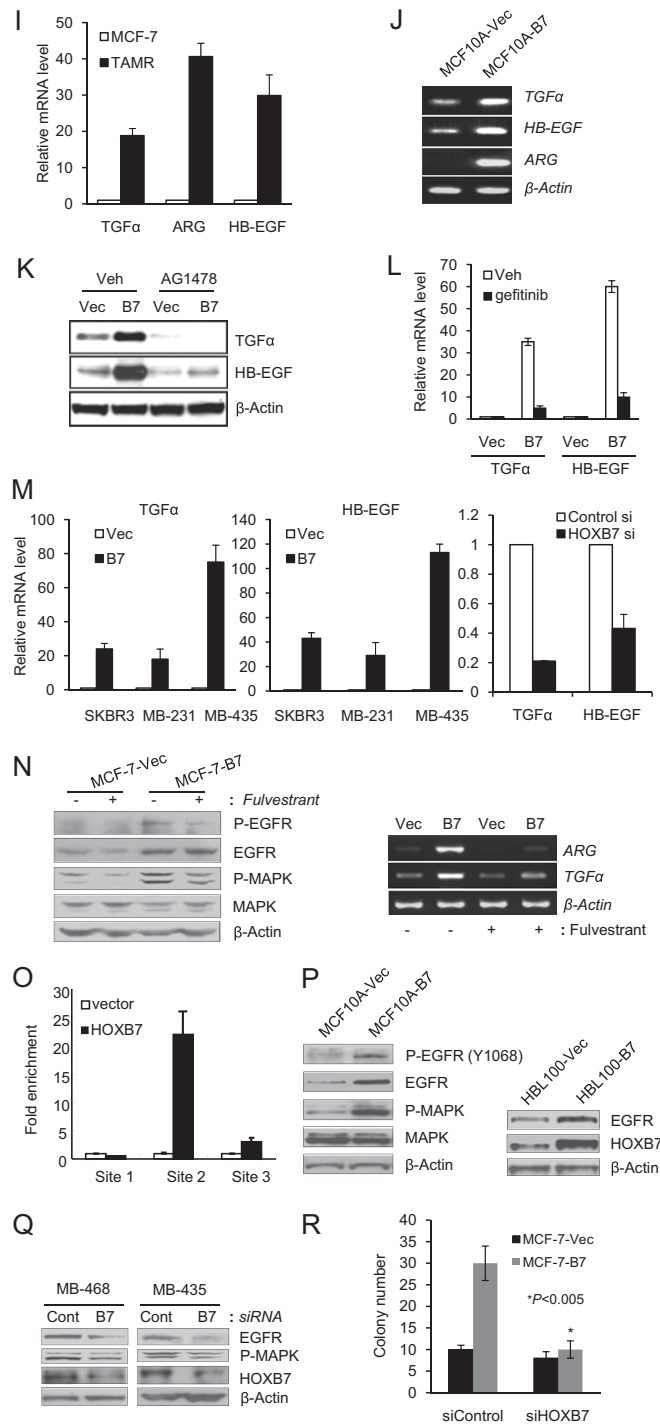 I
Relative mRNA level
50
40
30
20
10
0
MCF-7
TAMR
TGFα ARG HB-EGF
J
MCF10A-Vec
MCF10A-B7
TGFα
HB-EGF
ARG
β-Actin
K
Veh AG1478
Vec B7 Vec B7
TGFα
HB-EGF
β-Actin
L
Relative mRNA level
70
60
50
40
30
20
10
0
Veh
gefitinib
Vec B7 Vec B7
TGFα HB-EGF
M
TGFα
Relative mRNA level
100
80
60
40
20
0
Vec
B7
SKBR3 MB-231 MB-435
HB-EGF
140
120
100
80
60
40
20
0
Vec
B7
SKBR3 MB-231 MB-435
1.2
1
0.8
0.6
0.4
0.2
0
Control si
HOXB7 si
TGFα HB-EGF
N
MCF-7-Vec
MCF-7-B7
- + - + : Fulvestrant
P-EGFR
EGFR
P-MAPK
MAPK
β-Actin
Vec B7 Vec B7
ARG
TGFα
β-Actin
- - + + : Fulvestrant
O
Fold enrichment
30
25
20
15
10
5
0
vector
HOXB7
Site 1 Site 2 Site 3
P
MCF10A-Vec
MCF10A-B7
P-EGFR (Y1068)
EGFR
P-MAPK
MAPK
β-Actin
HBL100-Vec
HBL100-B7
EGFR
HOXB7
β-Actin
Q
MB-468 MB-435
Cont B7 Cont B7 : siRNA
EGFR
P-MAPK
HOXB7
β-Actin
R
Colony number
40
35
30
25
20
15
10
5
0
MCF-7-Vec
MCF-7-B7
*P<0.005
*
siControl siHOXB7